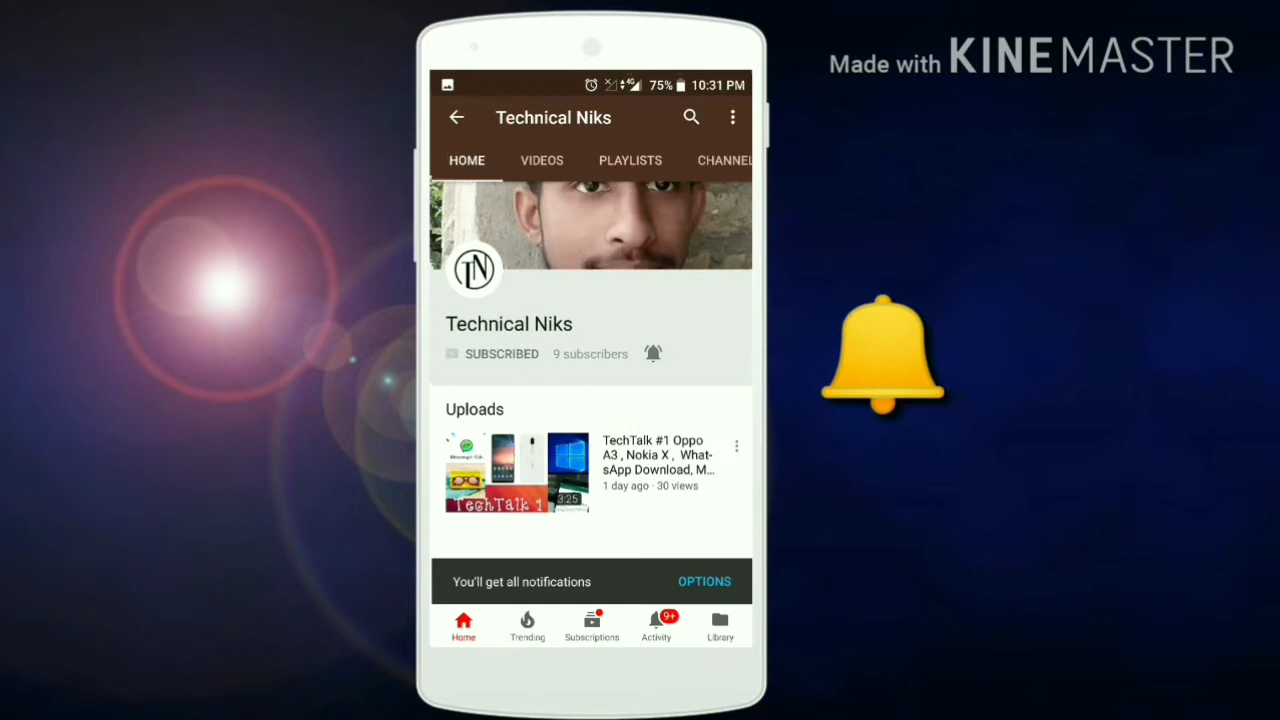 Made with KINEMASTER
4G 75% 10:31 PM
Technical Niks
HOME VIDEOS PLAYLISTS CHANNEL
TN
Technical Niks
SUBSCRIBED 9 subscribers
Uploads
TechTalk #1 Oppo
A3 , Nokia X , What-
sApp Download, M...
1 day ago · 30 views
3:25
TechTalk 1
You'll get all notifications OPTIONS
9+
Home Trending Subscriptions Activity Library